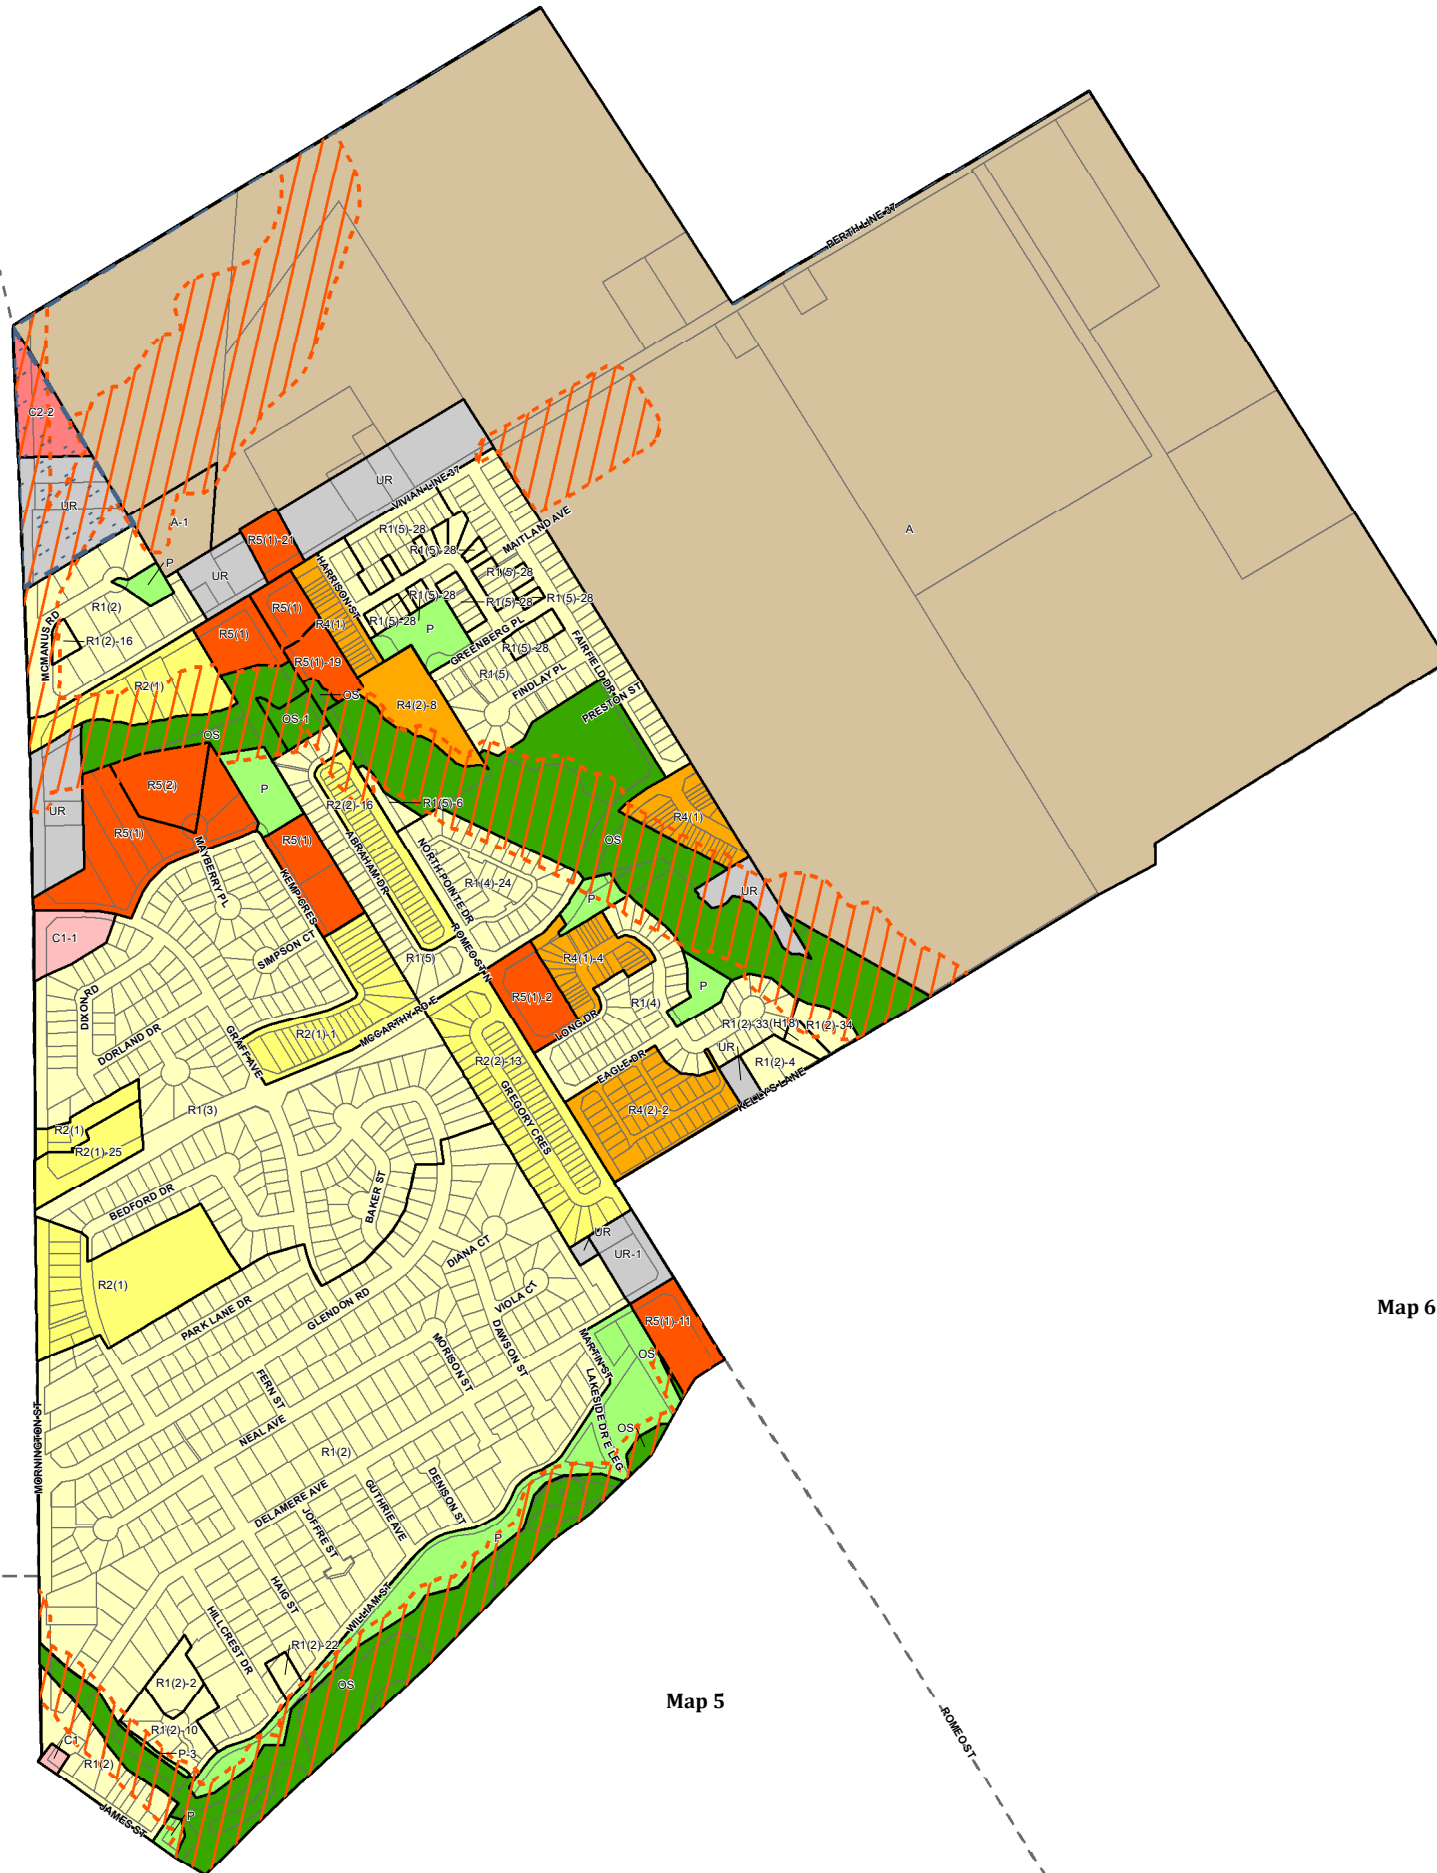 PERTH LINE 37
C2-2
UR
VIVIAN LINE 37
UR
A-1
R5(1)-21
R1(5)-28
R1(5)-28
MAITLAND AVE
A
P
UR
HARRISON ST
R1(5)-28
R1(2)
R5(1)
R1(5)-28
R1(5)-28
R1(5)-28
R4(1)
R1(5)-28
P
MCMANUS RD
R1(2)-16
R5(1)
GREENBERG PL
R1(5)-28
FAIRFIELD DR
R5(1)-19
R1(5)
FINDLAY PL
R2(1)
OS
R4(2)-8
PRESTON ST
OS-1
OS
R5(2)
P
R2(2)-16
R1(5)-6
UR
R5(1)
R5(1)
R4(1)
OS
MAYBERRY PL
KEMP CRES
ABRAHAM DR
NORTH POINTE DR
R1(4)-24
P
UR
C1-1
SIMPSON CT
R1(5)
ROMEO ST N
R4(1)-4
DIXON RD
R5(1)-2
P
R1(4)
DORLAND DR
GRAFF AVE
R2(1)-1
MCCARTHY RD E
LONG DR
R1(2)-33(H18)
R1(2)-34
UR
R2(2)-13
EAGLE DR
R1(2)-4
KELLY'S LANE
R1(3)
GREGORY CRES
R4(2)-2
R2(1)
R2(1)-25
BEDFORD DR
BAKER ST
DIANA CT
UR
UR-1
R2(1)
VIOLA CT
PARK LANE DR
GLENDON RD
R5(1)-11
Map 6
MORISON ST
DAWSON ST
MARTIN ST
OS
FERN ST
LAKESIDE DR E LEG
NEAL AVE
OS
MORNINGTON ST
R1(2)
DELAMERE AVE
GUTHRIE AVE
DENISON ST
JOFFRE ST
P
HAIG ST
WILLIAM ST
HILLCREST DR
R1(2)-22
R1(2)-2
OS
Map 5
R1(2)-10
C1
P-3
R1(2)
ROMEO ST
JAMES ST
P